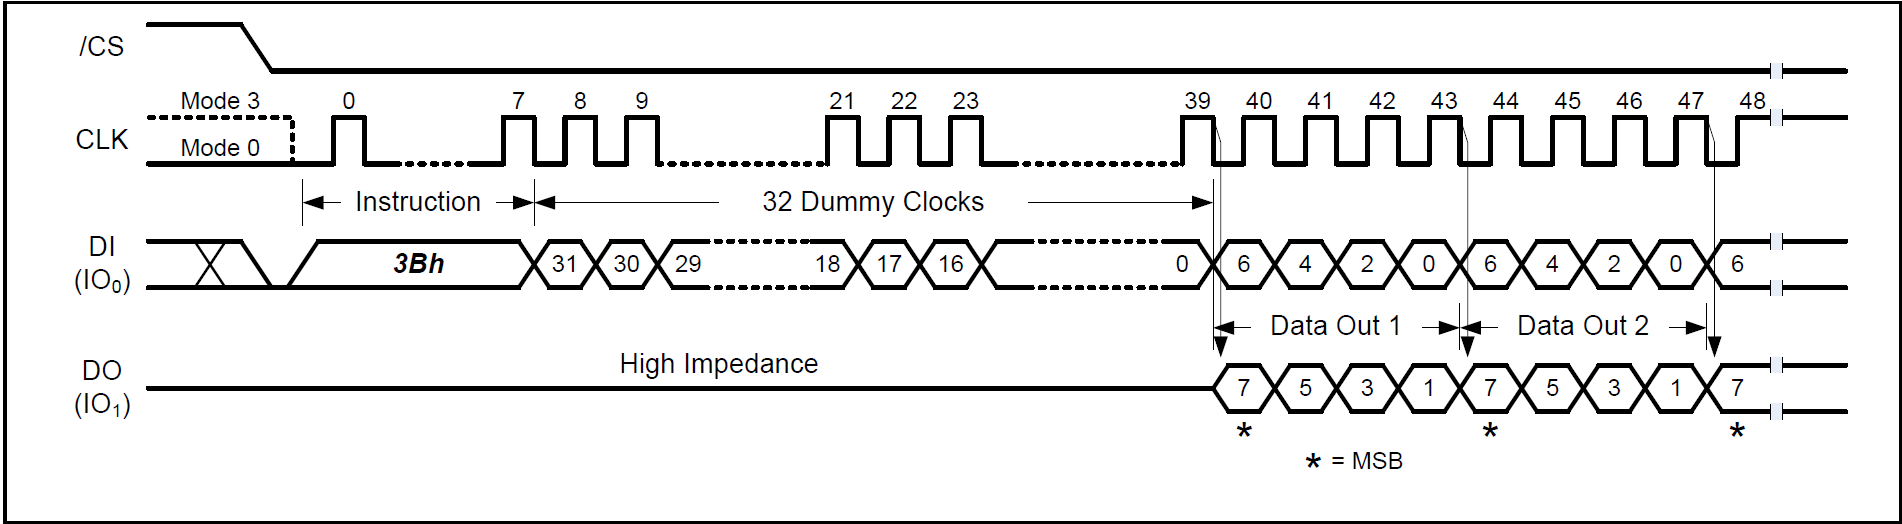 /CS
Mode 3 0 7 8 9 21 22 23 39 40 41 42 43 44 45 46 47 48
CLK
Mode 0
Instruction 32 Dummy Clocks
DI
(IO₀)
3Bh 31 30 29 18 17 16 0 6 4 2 0 6 4 2 0 6
Data Out 1 Data Out 2
High Impedance
DO
(IO₁)
7 5 3 1 7 5 3 1 7
* * *
* = MSB